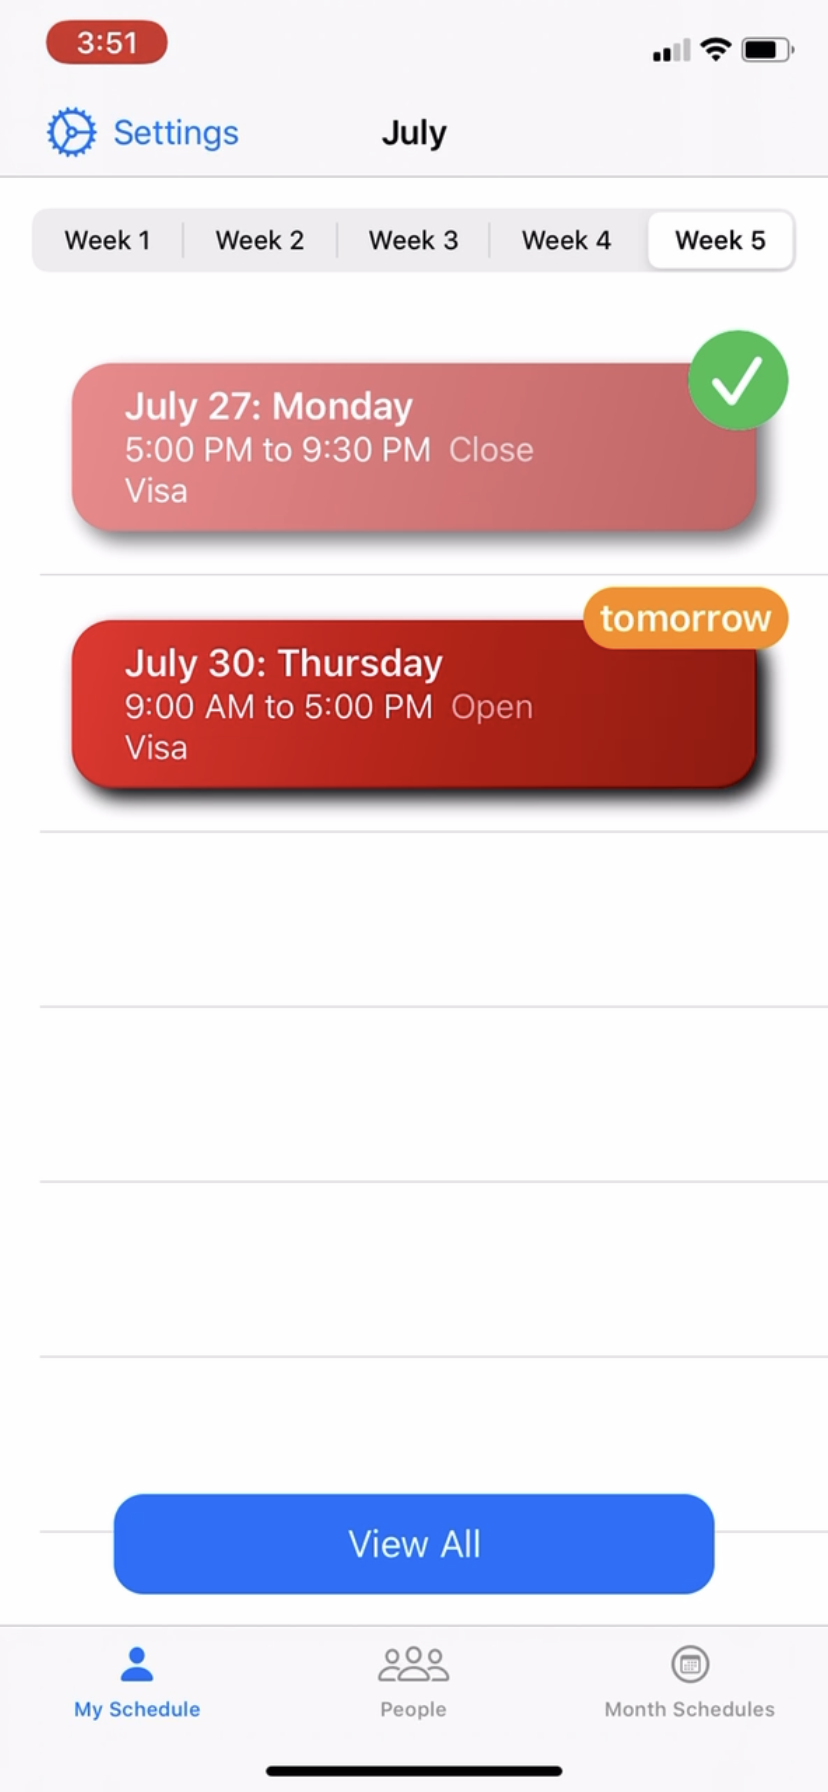 3:51
Settings
July
Week 1 Week 2 Week 3 Week 4 Week 5
July 27: Monday
5:00 PM to 9:30 PM Close
Visa
tomorrow
July 30: Thursday
9:00 AM to 5:00 PM Open
Visa
View All
My Schedule People Month Schedules